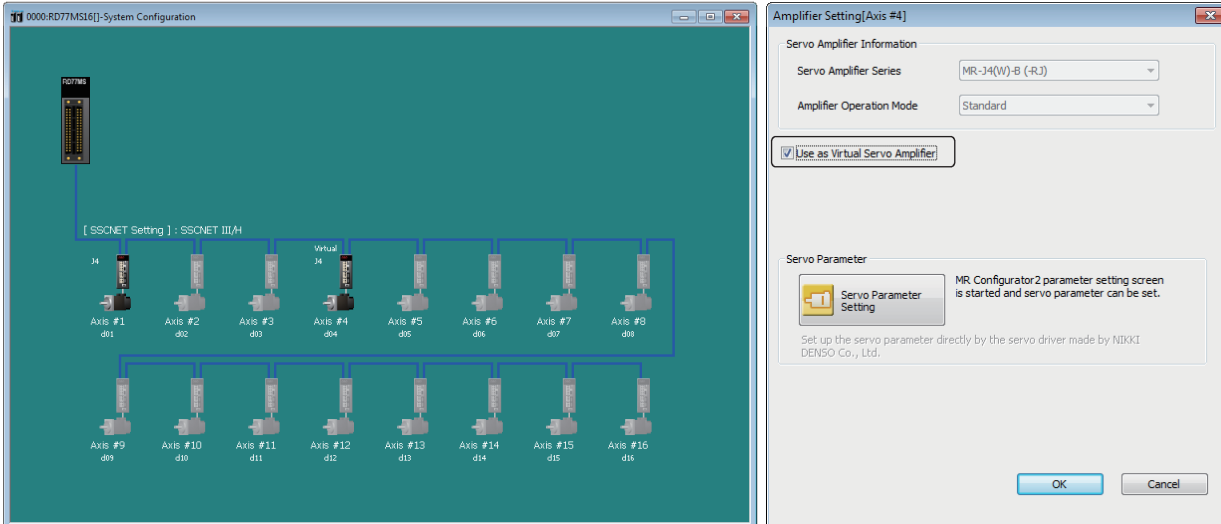 0000:RD77MS16[]-System Configuration
RD77MS
[ SSCNET Setting ] : SSCNET III/H
Virtual
J4
J4
Axis #1 Axis #2 Axis #3 Axis #4 Axis #5 Axis #6 Axis #7 Axis #8
d01 d02 d03 d04 d05 d06 d07 d08
Axis #9 Axis #10 Axis #11 Axis #12 Axis #13 Axis #14 Axis #15 Axis #16
d09 d10 d11 d12 d13 d14 d15 d16
Amplifier Setting[Axis #4]
Servo Amplifier Information
Servo Amplifier Series MR-J4(W)-B (-RJ)
Amplifier Operation Mode Standard
Use as Virtual Servo Amplifier
Servo Parameter
Servo Parameter
Setting
MR Configurator2 parameter setting screen
is started and servo parameter can be set.
Set up the servo parameter directly by the servo driver made by NIKKI
DENSO Co., Ltd.
OK Cancel